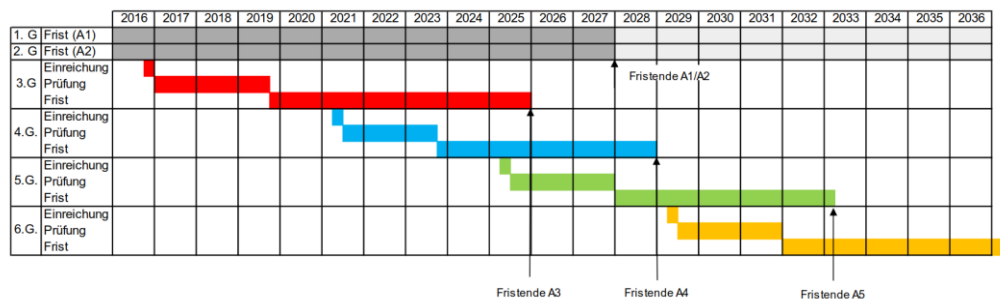 2016 2017 2018 2019 2020 2021 2022 2023 2024 2025 2026 2027 2028 2029 2030 2031 2032 2033 2034 2035 2036
1. G Frist (A1)
2. G Frist (A2)
Einreichung
3.G Prüfung
Frist
Fristende A1/A2
Einreichung
4.G. Prüfung
Frist
Einreichung
5.G. Prüfung
Frist
Einreichung
6.G. Prüfung
Frist
Fristende A3 Fristende A4 Fristende A5